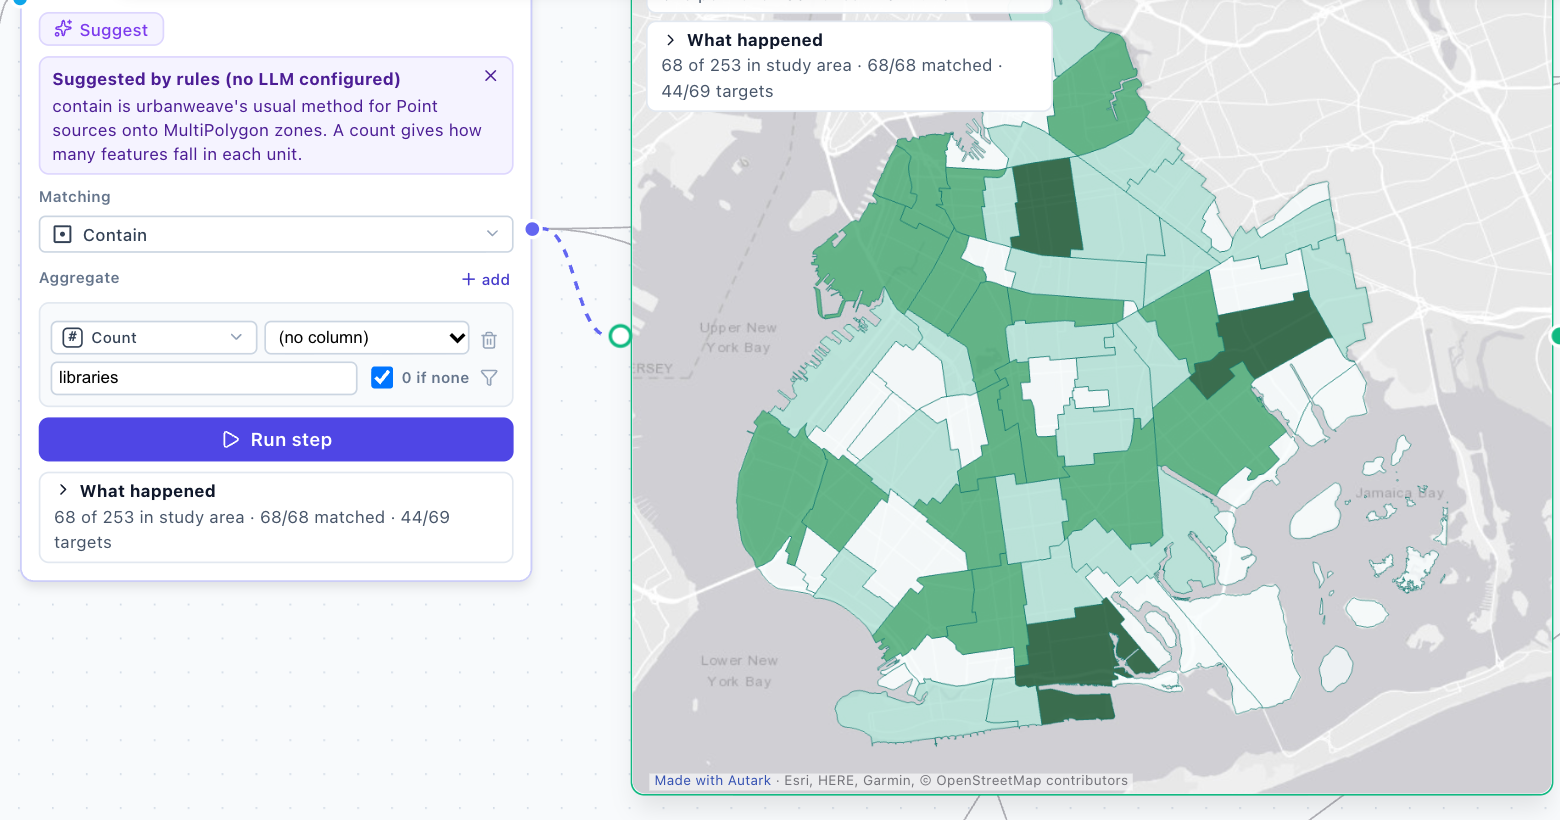 Suggest
Suggested by rules (no LLM configured)
contain is urbanweave's usual method for Point
sources onto MultiPolygon zones. A count gives how
many features fall in each unit.
Matching
Contain
Aggregate
+ add
# Count
(no column)
libraries
0 if none
Run step
What happened
68 of 253 in study area · 68/68 matched · 44/69
targets
What happened
68 of 253 in study area · 68/68 matched ·
44/69 targets
Upper New
York Bay
ERSEY
Jamaica Bay
Lower New
York Bay
Made with Autark · Esri, HERE, Garmin, © OpenStreetMap contributors